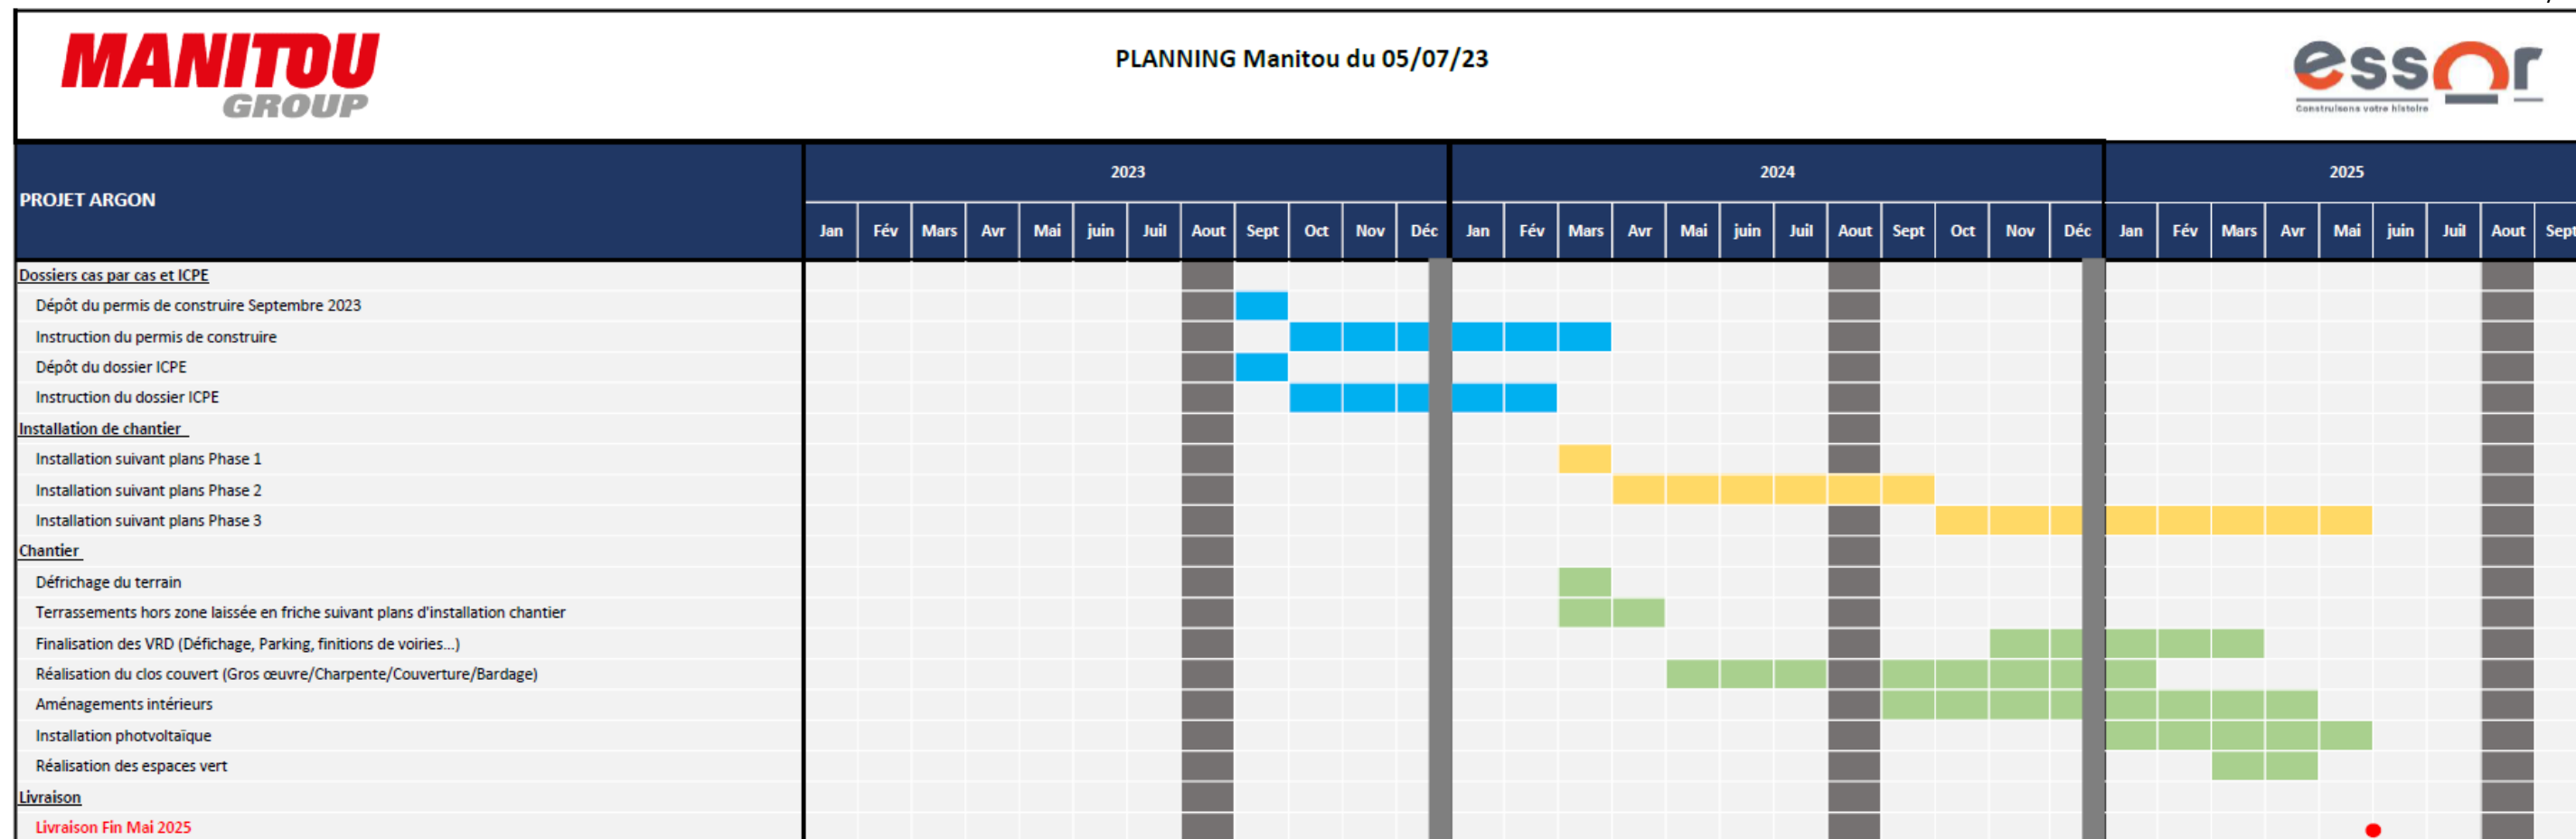 MANITOU
GROUP
PLANNING Manitou du 05/07/23
essor
Construisons votre histoire
PROJET ARGON
2023 2024 2025
Jan Fév Mars Avr Mai juin Juil Aout Sept Oct Nov Déc Jan Fév Mars Avr Mai juin Juil Aout Sept Oct Nov Déc Jan Fév Mars Avr Mai juin Juil Aout Sept
Dossiers cas par cas et ICPE
Dépôt du permis de construire Septembre 2023
Instruction du permis de construire
Dépôt du dossier ICPE
Instruction du dossier ICPE
Installation de chantier
Installation suivant plans Phase 1
Installation suivant plans Phase 2
Installation suivant plans Phase 3
Chantier
Défrichage du terrain
Terrassements hors zone laissée en friche suivant plans d'installation chantier
Finalisation des VRD (Défichage, Parking, finitions de voiries...)
Réalisation du clos couvert (Gros œuvre/Charpente/Couverture/Bardage)
Aménagements intérieurs
Installation photvoltaïque
Réalisation des espaces vert
Livraison
Livraison Fin Mai 2025